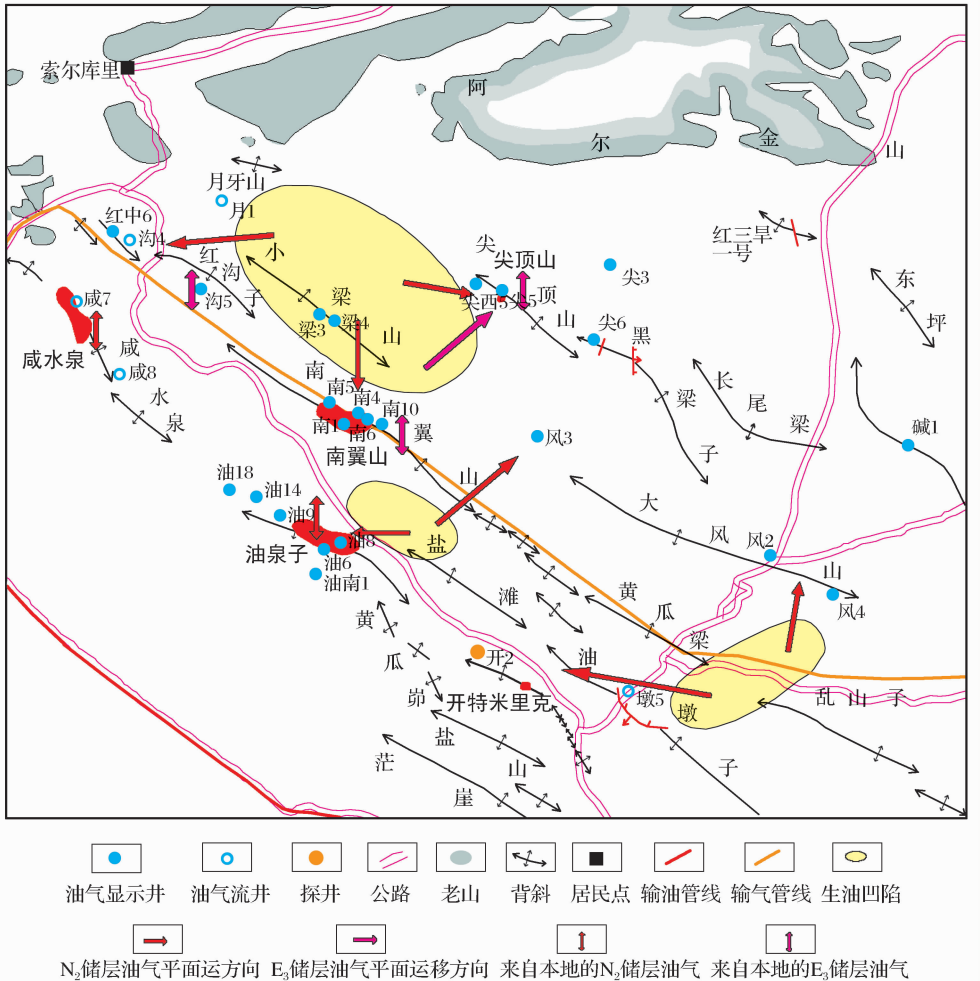 索尔库里
阿
尔
金
山
月牙山
月1
红中6
沟4
红
沟
子
沟5
小
梁
山
梁3
梁4
尖
尖顶山
顶
山
尖西5
尖5
尖3
尖6
红三旱
一号
东
坪
黑
梁
子
长
尾
梁
碱1
咸7
咸水泉
咸
咸8
水
泉
南
南5
南4
南10
南1
南6
翼
南翼山
山
风3
油18
油14
油9
油泉子
油8
油6
油南1
盐
滩
大
风
山
风2
风4
黄
瓜
梁
黄
瓜
峁
开2
开特米里克
油
墩
子
墩5
乱山子
盐
山
茫
崖
油气显示井
油气流井
探井
公路
老山
背斜
居民点
输油管线
输气管线
生油凹陷
N₂储层油气平面运方向
E₃储层油气平面运移方向
来自本地的N₂储层油气
来自本地的E₃储层油气